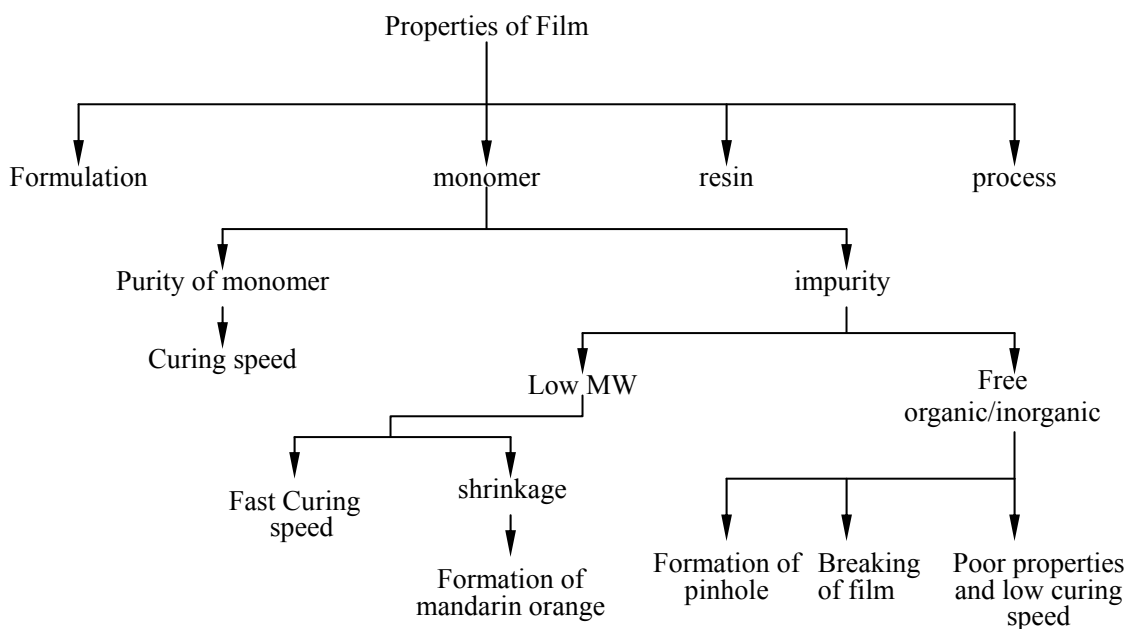 Properties of Film
Formulation
monomer
resin
process
Purity of monomer
impurity
Curing speed
Low MW
Free
organic/inorganic
Fast Curing
speed
shrinkage
Formation of
mandarin orange
Formation of
pinhole
Breaking
of film
Poor properties
and low curing
speed